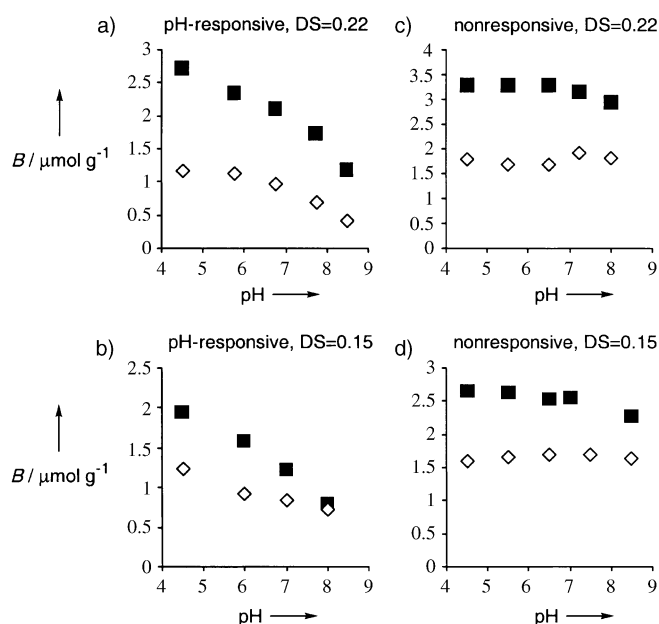 a)
pH-responsive, DS=0.22
3
2.5
2
1.5
1
0.5
0
B / μmol g⁻¹
4 5 6 7 8 9
pH
c)
nonresponsive, DS=0.22
4
3.5
3
2.5
2
1.5
1
0.5
0
4 5 6 7 8 9
pH
b)
pH-responsive, DS=0.15
2.5
2
1.5
1
0.5
0
B / μmol g⁻¹
4 5 6 7 8 9
pH
d)
nonresponsive, DS=0.15
3
2.5
2
1.5
1
0.5
0
4 5 6 7 8 9
pH